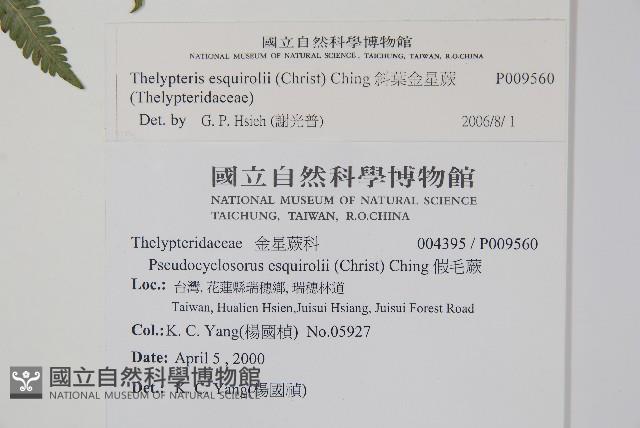 國立自然科學博物館
NATIONAL MUSEUM OF NATURAL SCIENCE, TAICHUNG, TAIWAN, R.O.CHINA
Thelypteris esquirolii (Christ) Ching 斜葉金星蕨 P009560
(Thelypteridaceae)
Det. by G. P. Hsieh (謝光普) 2006/8/1
國立自然科學博物館
NATIONAL MUSEUM OF NATURAL SCIENCE
TAICHUNG, TAIWAN, R.O.CHINA
Thelypteridaceae 金星蕨科 004395 / P009560
Pseudocyclosorus esquirolii (Christ) Ching 假毛蕨
Loc.: 台灣, 花蓮縣瑞穗鄉, 瑞穗林道
Taiwan, Hualien Hsien,Juisui Hsiang, Juisui Forest Road
Col.:K. C. Yang(楊國楨) No.05927
Date: April 5 , 2000
Det.: K. C. Yang(楊國禎)
國立自然科學博物館
NATIONAL MUSEUM OF NATURAL SCIENCE